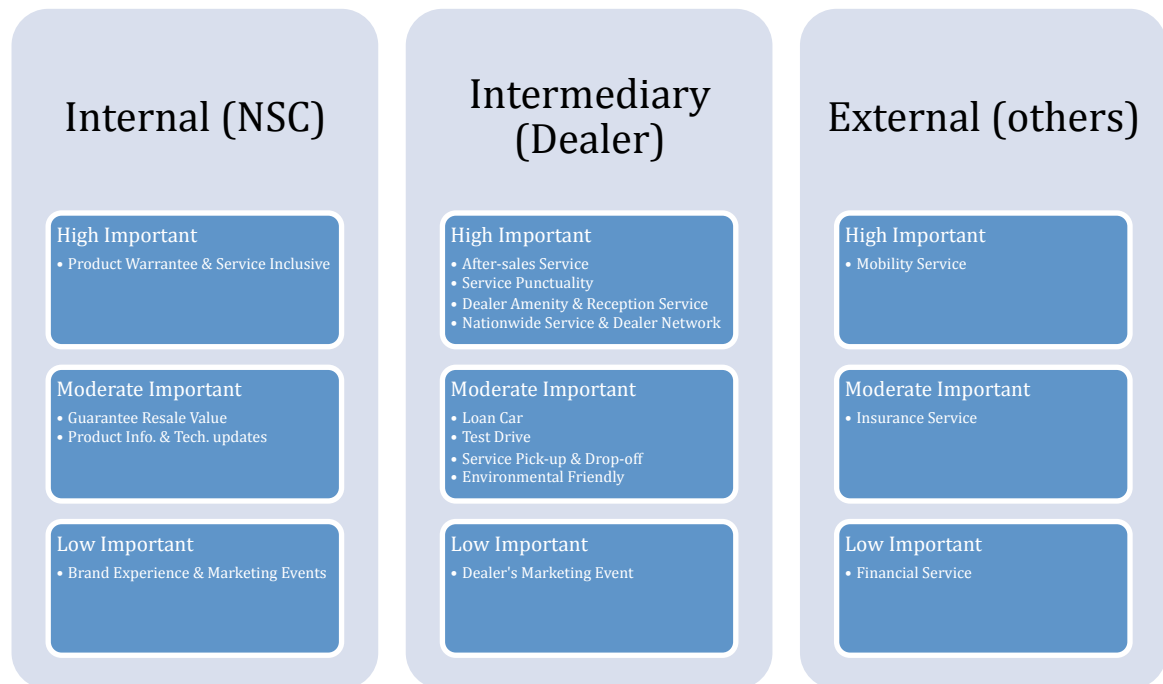 Internal (NSC)
High Important
• Product Warrantee & Service Inclusive
Moderate Important
• Guarantee Resale Value
• Product Info. & Tech. updates
Low Important
• Brand Experience & Marketing Events
Intermediary
(Dealer)
High Important
• After-sales Service
• Service Punctuality
• Dealer Amenity & Reception Service
• Nationwide Service & Dealer Network
Moderate Important
• Loan Car
• Test Drive
• Service Pick-up & Drop-off
• Environmental Friendly
Low Important
• Dealer's Marketing Event
External (others)
High Important
• Mobility Service
Moderate Important
• Insurance Service
Low Important
• Financial Service